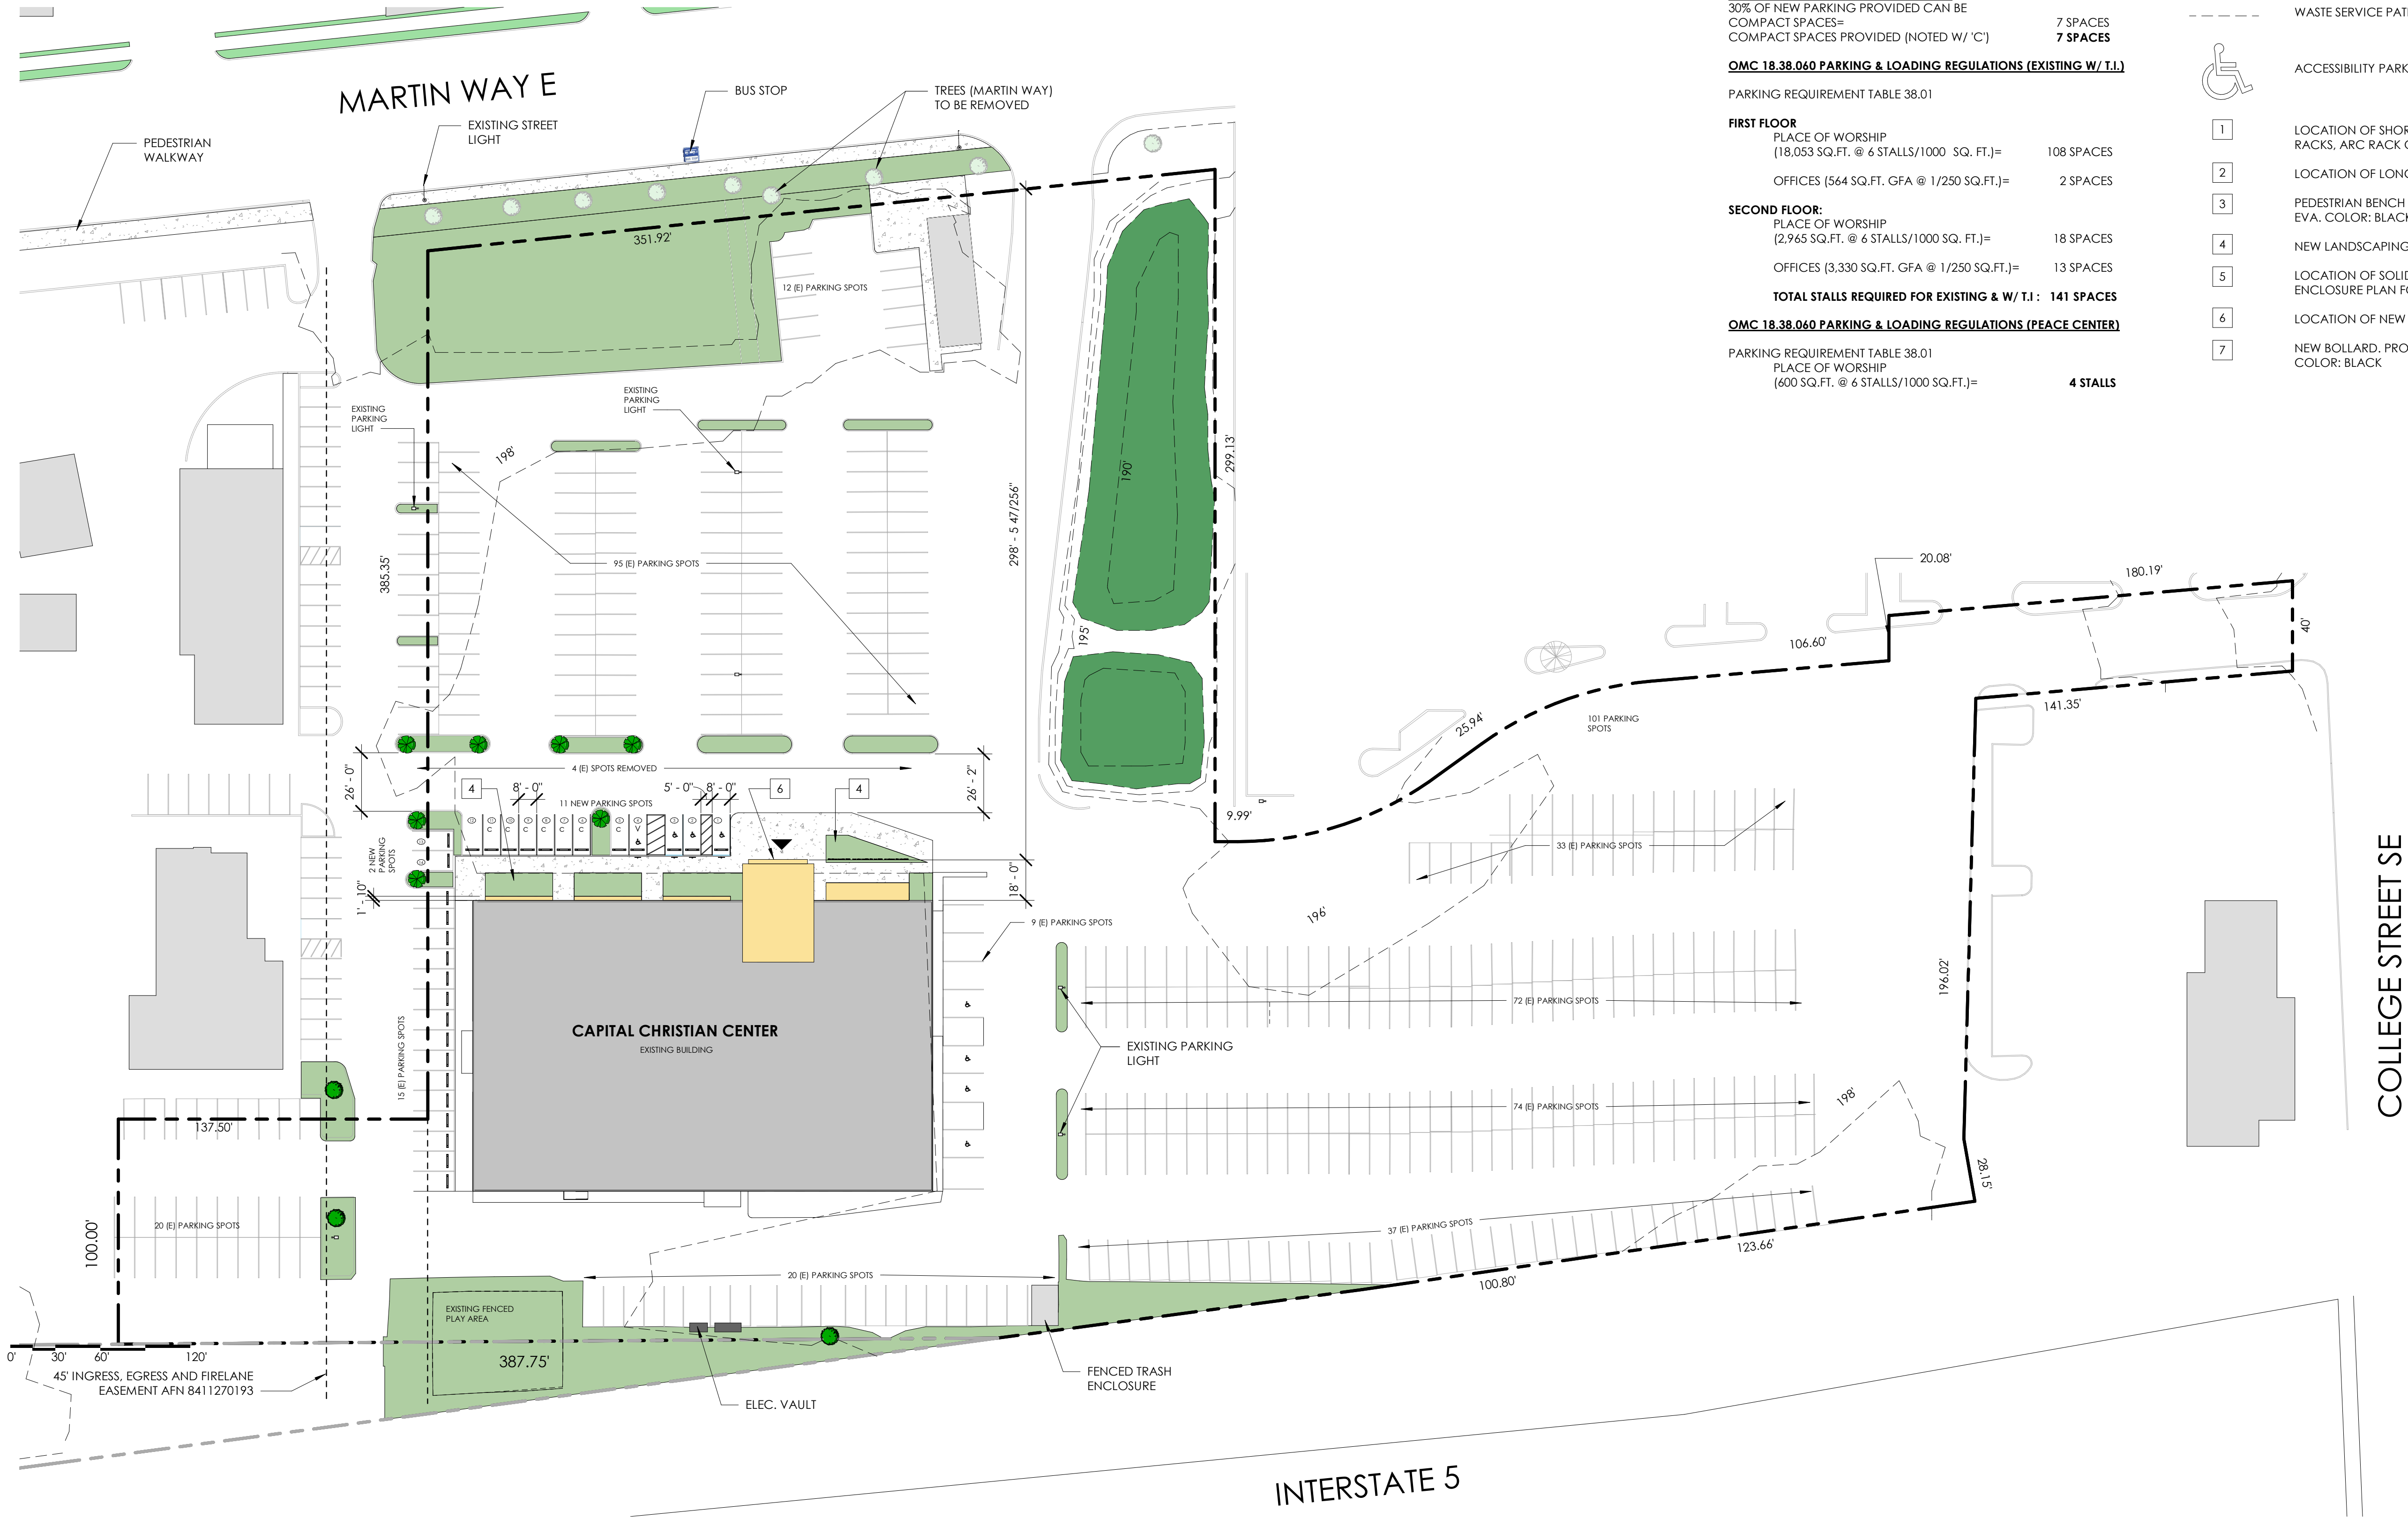 30% OF NEW PARKING PROVIDED CAN BE
COMPACT SPACES= 7 SPACES
COMPACT SPACES PROVIDED (NOTED W/ 'C') 7 SPACES
OMC 18.38.060 PARKING & LOADING REGULATIONS (EXISTING W/ T.I.)
PARKING REQUIREMENT TABLE 38.01
FIRST FLOOR
PLACE OF WORSHIP
(18,053 SQ.FT. @ 6 STALLS/1000 SQ. FT.)= 108 SPACES
OFFICES (564 SQ.FT. GFA @ 1/250 SQ.FT.)= 2 SPACES
SECOND FLOOR:
PLACE OF WORSHIP
(2,965 SQ.FT. @ 6 STALLS/1000 SQ. FT.)= 18 SPACES
OFFICES (3,330 SQ.FT. GFA @ 1/250 SQ.FT.)= 13 SPACES
TOTAL STALLS REQUIRED FOR EXISTING & W/ T.I : 141 SPACES
OMC 18.38.060 PARKING & LOADING REGULATIONS (PEACE CENTER)
PARKING REQUIREMENT TABLE 38.01
PLACE OF WORSHIP
(600 SQ.FT. @ 6 STALLS/1000 SQ.FT.)= 4 STALLS
WASTE SERVICE PAT
ACCESSIBILITY PARK
1 LOCATION OF SHOR
RACKS, ARC RACK
2 LOCATION OF LON
3 PEDESTRIAN BENCH
EVA. COLOR: BLAC
4 NEW LANDSCAPING
5 LOCATION OF SOLI
ENCLOSURE PLAN F
6 LOCATION OF NEW
7 NEW BOLLARD. PRO
COLOR: BLACK
MARTIN WAY E
BUS STOP
TREES (MARTIN WAY)
TO BE REMOVED
EXISTING STREET
LIGHT
PEDESTRIAN
WALKWAY
351.92'
12 (E) PARKING SPOTS
EXISTING
PARKING
LIGHT
EXISTING
PARKING
LIGHT
198'
190'
299.13'
298' - 5 47/256"
385.35'
95 (E) PARKING SPOTS
195'
20.08'
180.19'
40'
106.60'
141.35'
25.94'
101 PARKING
SPOTS
4 (E) SPOTS REMOVED
26' - 0"
26' - 2"
4
8' - 0"
5' - 0"
8' - 0"
6
4
11 NEW PARKING SPOTS
C
C
C
C
C
C
C
V
9.99'
2 NEW
PARKING
SPOTS
1' - 10"
18' - 0"
33 (E) PARKING SPOTS
196'
9 (E) PARKING SPOTS
196.02'
COLLEGE STREET SE
72 (E) PARKING SPOTS
CAPITAL CHRISTIAN CENTER
EXISTING BUILDING
EXISTING PARKING
LIGHT
15 (E) PARKING SPOTS
74 (E) PARKING SPOTS
198'
137.50'
28.15'
100.00'
20 (E) PARKING SPOTS
37 (E) PARKING SPOTS
123.66'
100.80'
20 (E) PARKING SPOTS
EXISTING FENCED
PLAY AREA
387.75'
0' 30' 60' 120'
45' INGRESS, EGRESS AND FIRELANE
EASEMENT AFN 8411270193
FENCED TRASH
ENCLOSURE
ELEC. VAULT
INTERSTATE 5